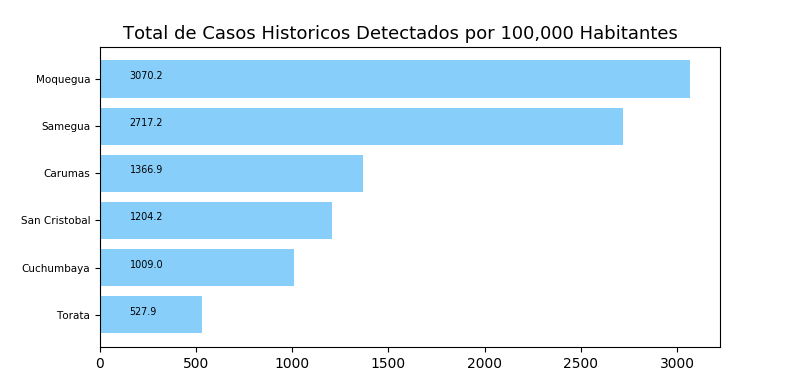 Total de Casos Historicos Detectados por 100,000 Habitantes
Moquegua 3070.2
Samegua 2717.2
Carumas 1366.9
San Cristobal 1204.2
Cuchumbaya 1009.0
Torata 527.9
0 500 1000 1500 2000 2500 3000